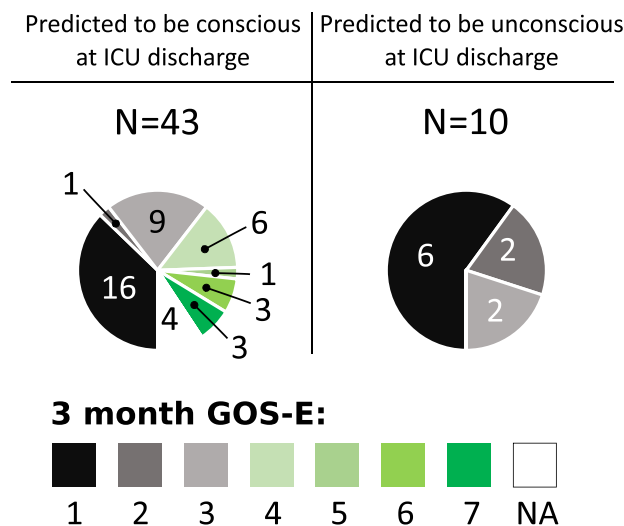 Predicted to be conscious
at ICU discharge
Predicted to be unconscious
at ICU discharge
N=43
N=10
1
9
6
16
1
3
4
3
6
2
2
3 month GOS-E:
1 2 3 4 5 6 7 NA